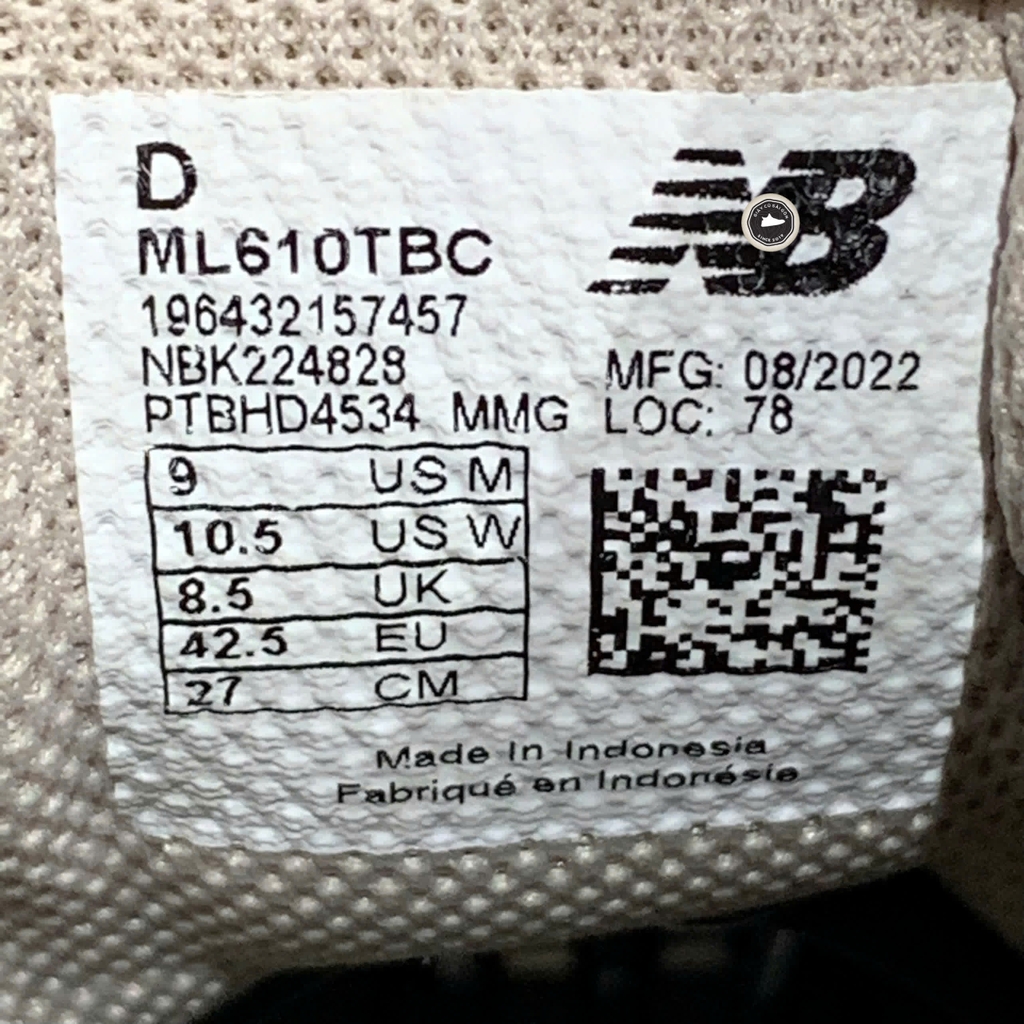 D
NB
ML610TBC
196432157457
NBK224828
MFG: 08/2022
PTBHD4534 MMG LOC: 78
9 US M
10.5 US W
8.5 UK
42.5 EU
27 CM
Made In Indonesia
Fabriqué en Indonésie